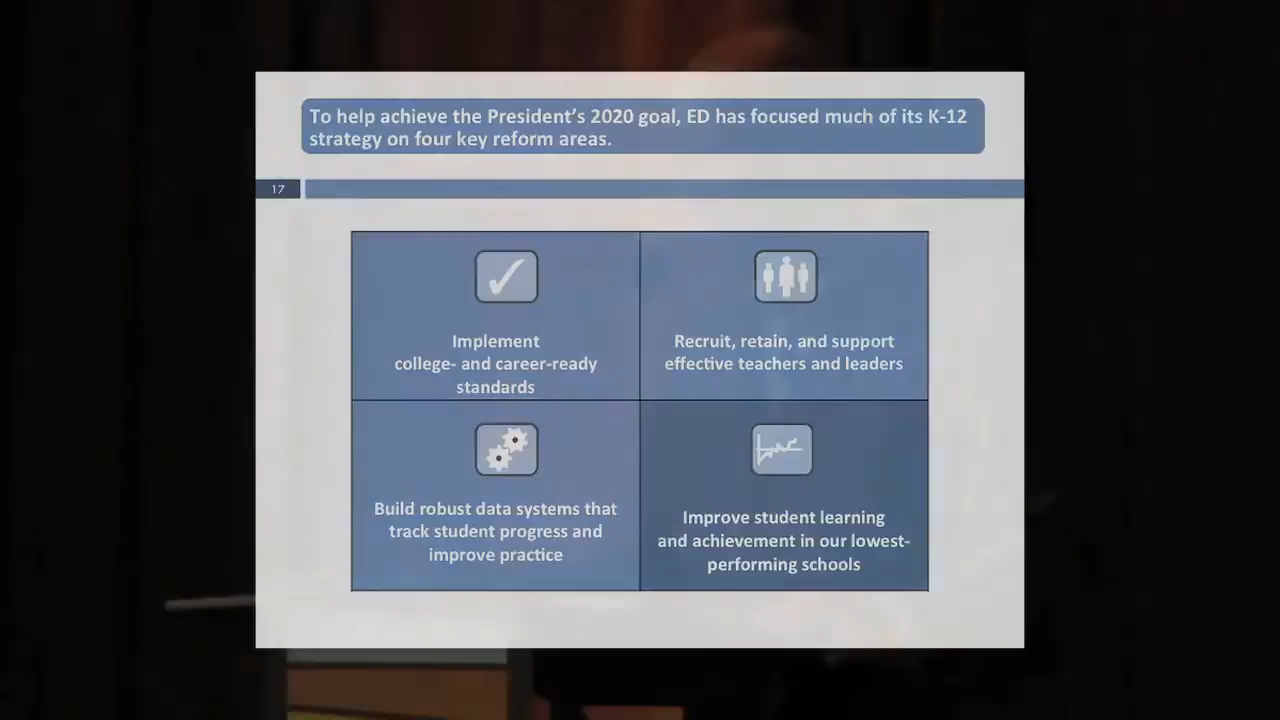 To help achieve the President's 2020 goal, ED has focused much of its K-12
strategy on four key reform areas.
17
Implement
college- and career-ready
standards
Recruit, retain, and support
effective teachers and leaders
Build robust data systems that
track student progress and
improve practice
Improve student learning
and achievement in our lowest-
performing schools